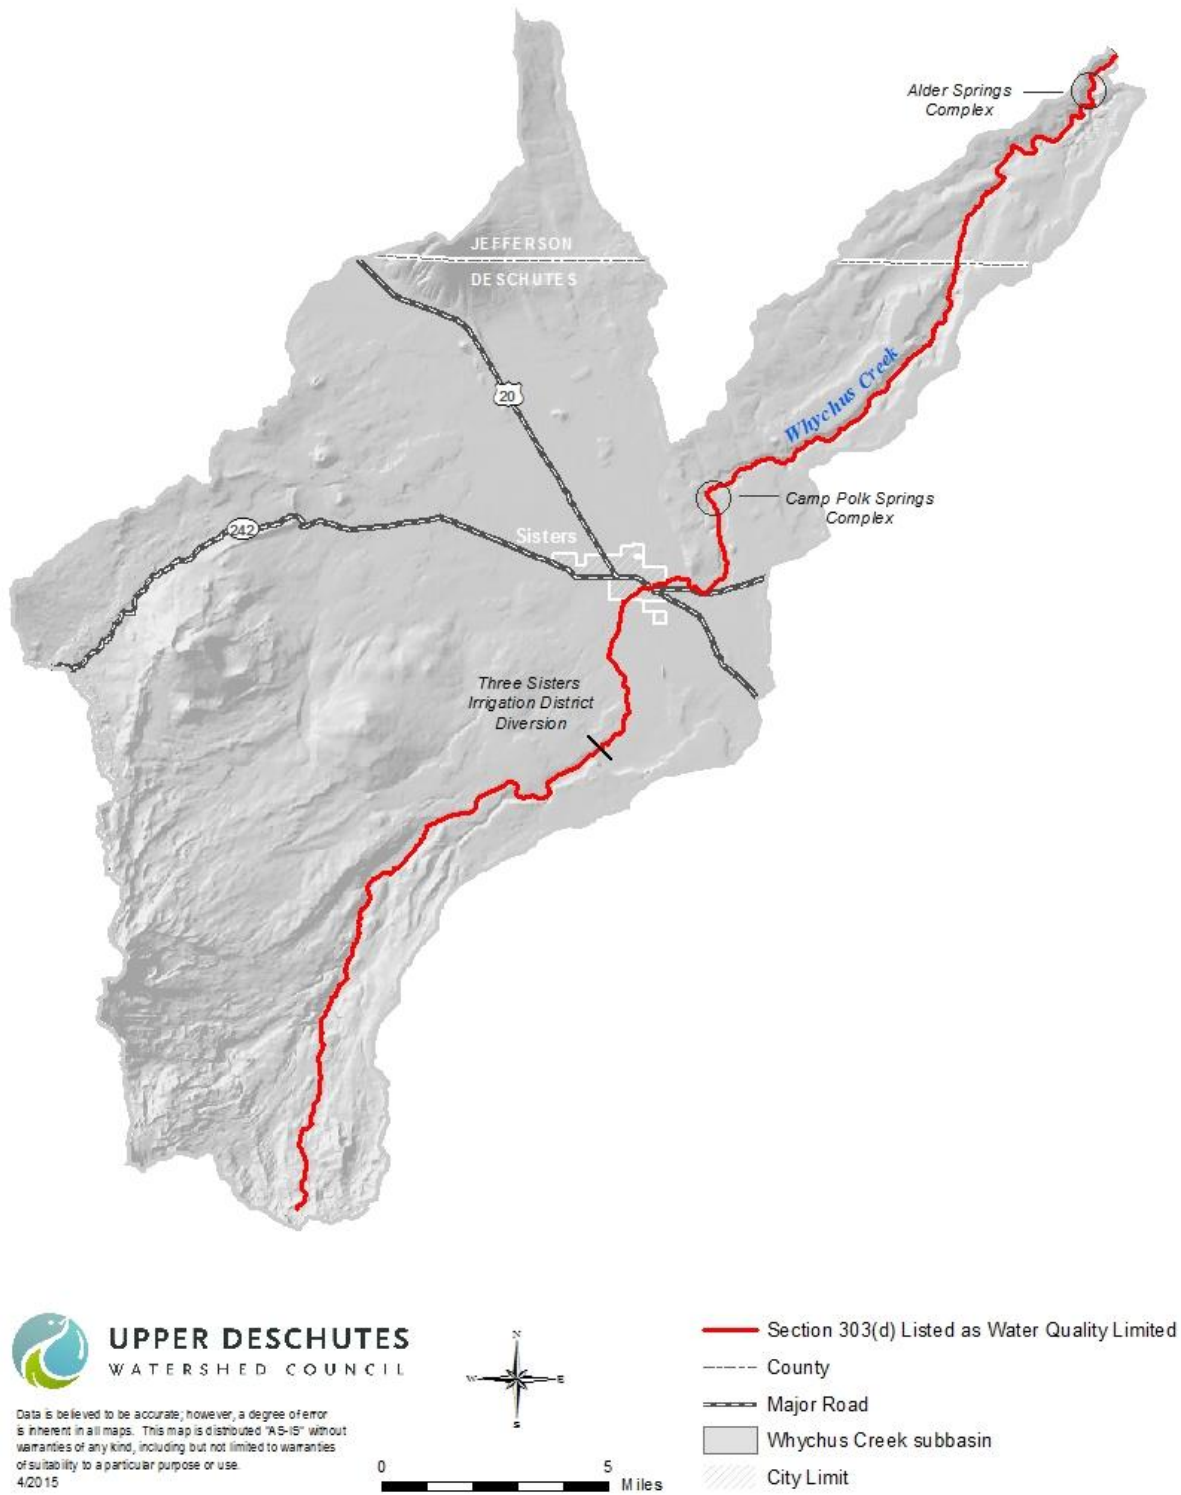 Alder Springs
Complex
JEFFERSON
DESCHUTES
20
Whychus Creek
Camp Polk Springs
Complex
242
Sisters
Three Sisters
Irrigation District
Diversion
UPPER DESCHUTES
WATERSHED COUNCIL
Data is believed to be accurate; however, a degree of error
is inherent in all maps. This map is distributed "AS-IS" without
warranties of any kind, including but not limited to warranties
of suitability to a particular purpose or use.
4/2015
N
W E
S
0 5
Miles
Section 303(d) Listed as Water Quality Limited
County
Major Road
Whychus Creek subbasin
City Limit